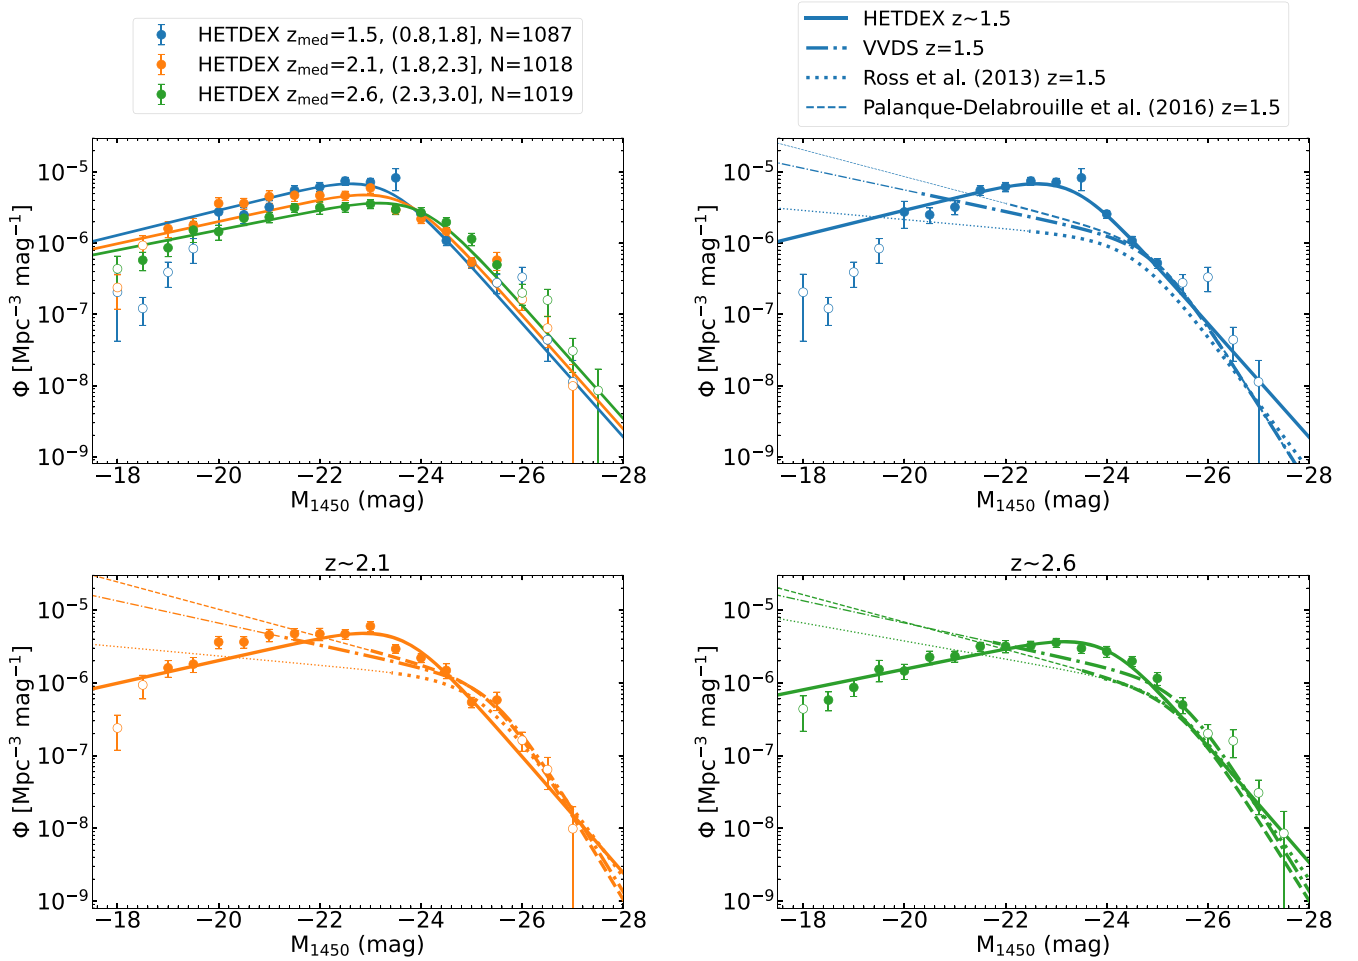 HETDEX z_med=1.5, (0.8,1.8], N=1087
HETDEX z_med=2.1, (1.8,2.3], N=1018
HETDEX z_med=2.6, (2.3,3.0], N=1019
10⁻⁵
10⁻⁶
10⁻⁷
10⁻⁸
10⁻⁹
Φ [Mpc⁻³ mag⁻¹]
−18 −20 −22 −24 −26 −28
M₁₄₅₀ (mag)
HETDEX z~1.5
VVDS z=1.5
Ross et al. (2013) z=1.5
Palanque-Delabrouille et al. (2016) z=1.5
10⁻⁵
10⁻⁶
10⁻⁷
10⁻⁸
10⁻⁹
Φ [Mpc⁻³ mag⁻¹]
−18 −20 −22 −24 −26 −28
M₁₄₅₀ (mag)
z~2.1
10⁻⁵
10⁻⁶
10⁻⁷
10⁻⁸
10⁻⁹
Φ [Mpc⁻³ mag⁻¹]
−18 −20 −22 −24 −26 −28
M₁₄₅₀ (mag)
z~2.6
10⁻⁵
10⁻⁶
10⁻⁷
10⁻⁸
10⁻⁹
Φ [Mpc⁻³ mag⁻¹]
−18 −20 −22 −24 −26 −28
M₁₄₅₀ (mag)